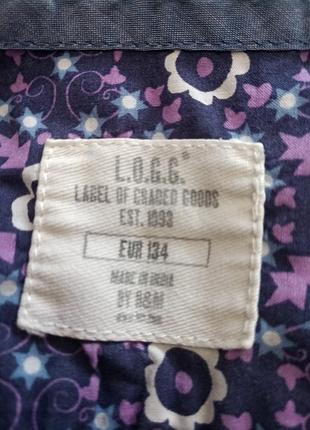 L.O.G.G.®
LABEL OF GRADED GOODS
EST. 1993
EUR 134
MADE IN INDIA
BY H&M